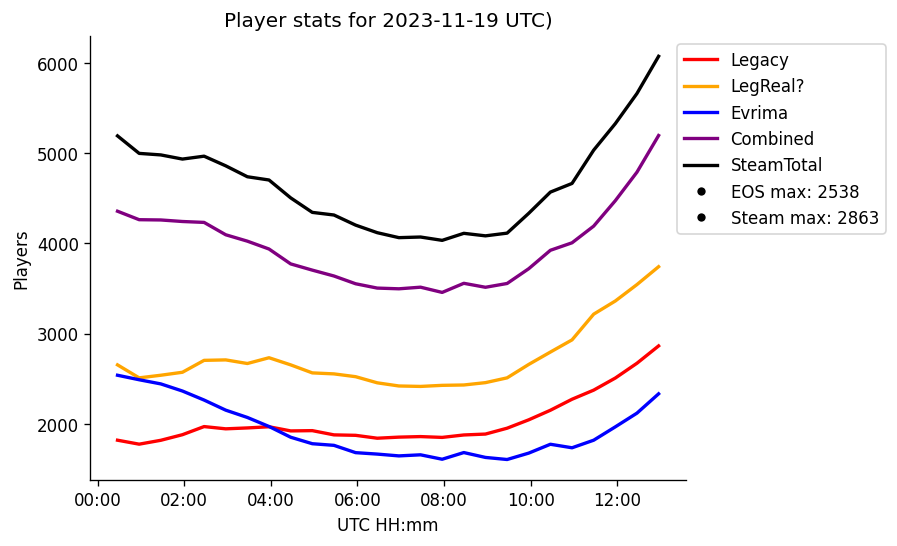 Player stats for 2023-11-19 UTC)
Players
6000
5000
4000
3000
2000
00:00 02:00 04:00 06:00 08:00 10:00 12:00
UTC HH:mm
Legacy
LegReal?
Evrima
Combined
SteamTotal
EOS max: 2538
Steam max: 2863